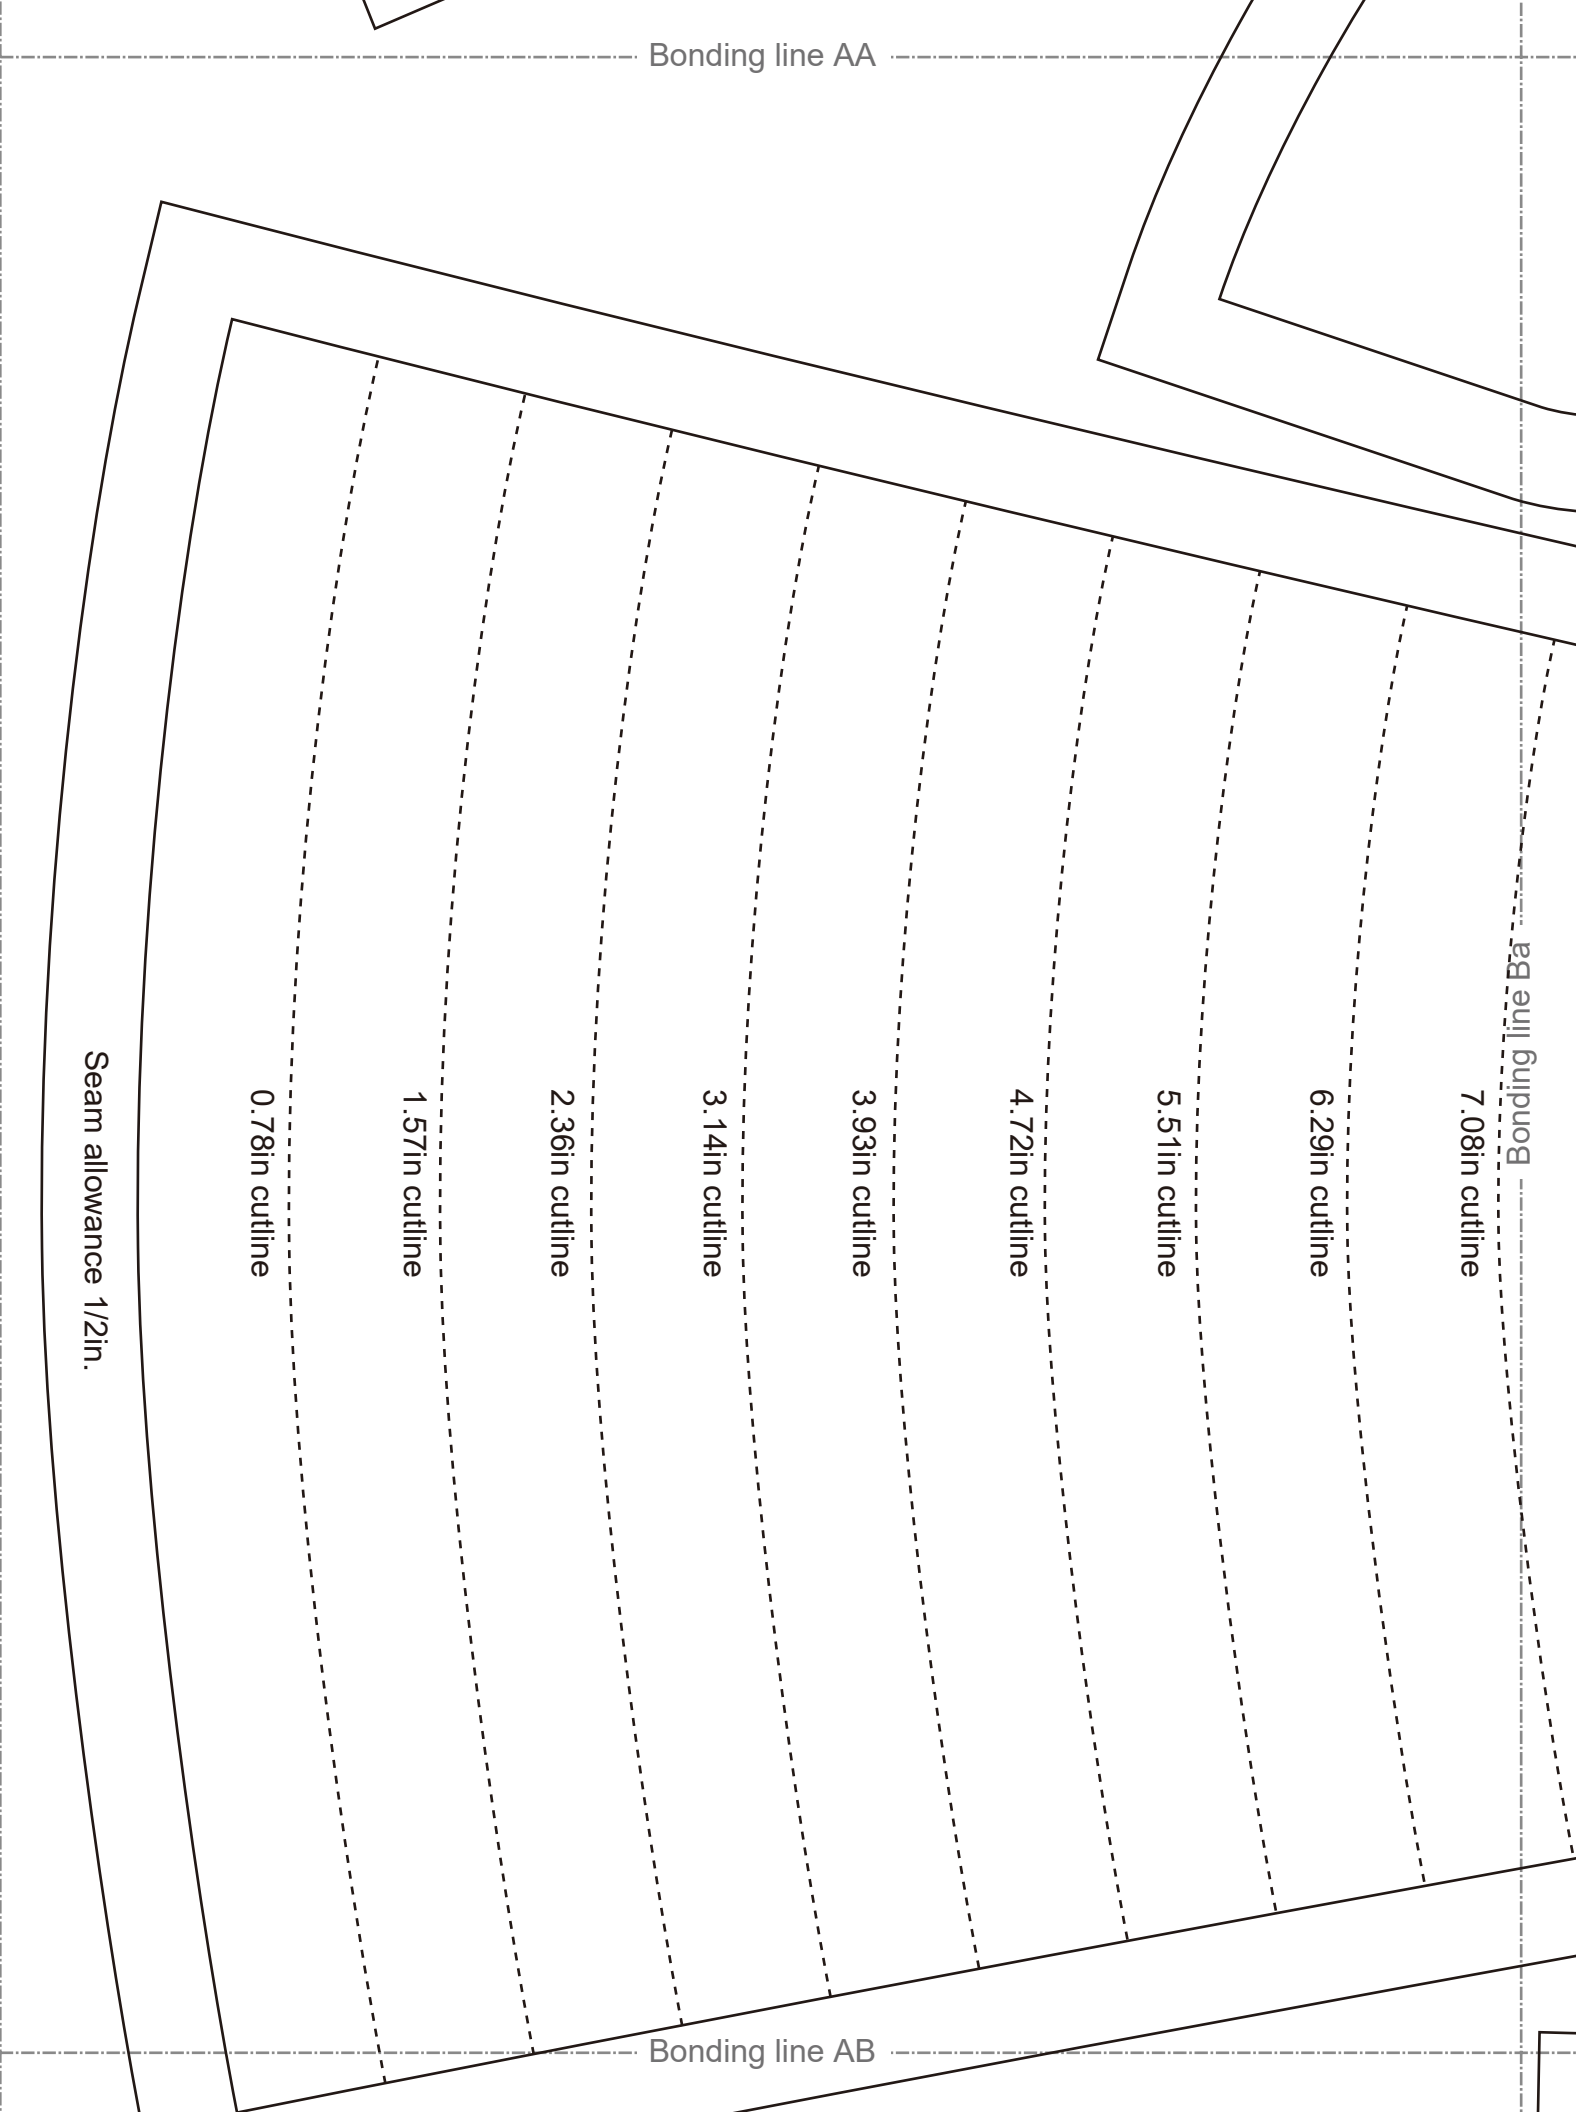 Bonding line AA
Seam allowance 1/2in.
0.78in cutline
1.57in cutline
2.36in cutline
3.14in cutline
3.93in cutline
4.72in cutline
5.51in cutline
6.29in cutline
7.08in cutline
Bonding line Ba
Bonding line AB